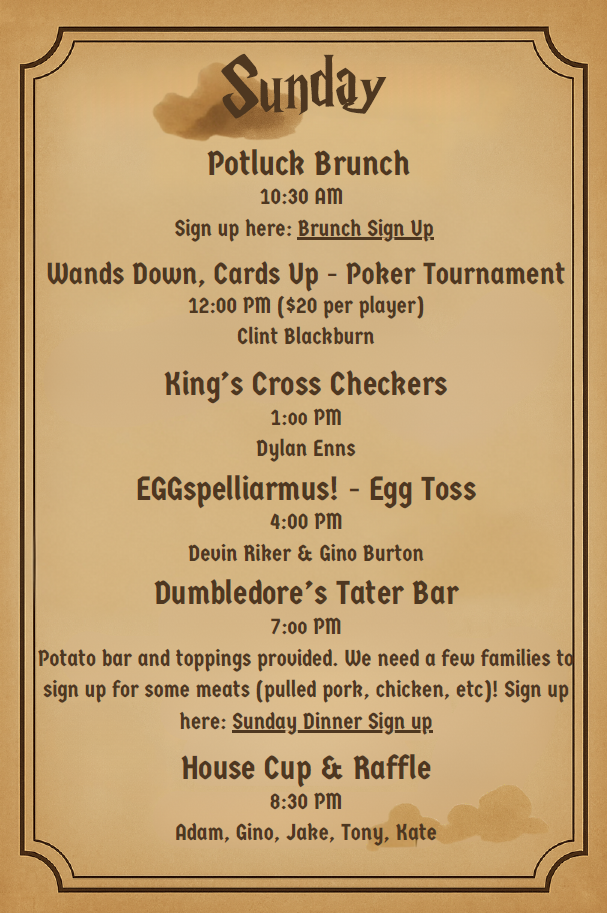 Sunday
Potluck Brunch
10:30 AM
Sign up here: Brunch Sign Up
Wands Down, Cards Up - Poker Tournament
12:00 PM ($20 per player)
Clint Blackburn
King's Cross Checkers
1:00 PM
Dylan Enns
EGGspelliarmus! - Egg Toss
4:00 PM
Devin Riker & Gino Burton
Dumbledore's Tater Bar
7:00 PM
Potato bar and toppings provided. We need a few families to
sign up for some meats (pulled pork, chicken, etc)! Sign up
here: Sunday Dinner Sign up
House Cup & Raffle
8:30 PM
Adam, Gino, Jake, Tony, Kate